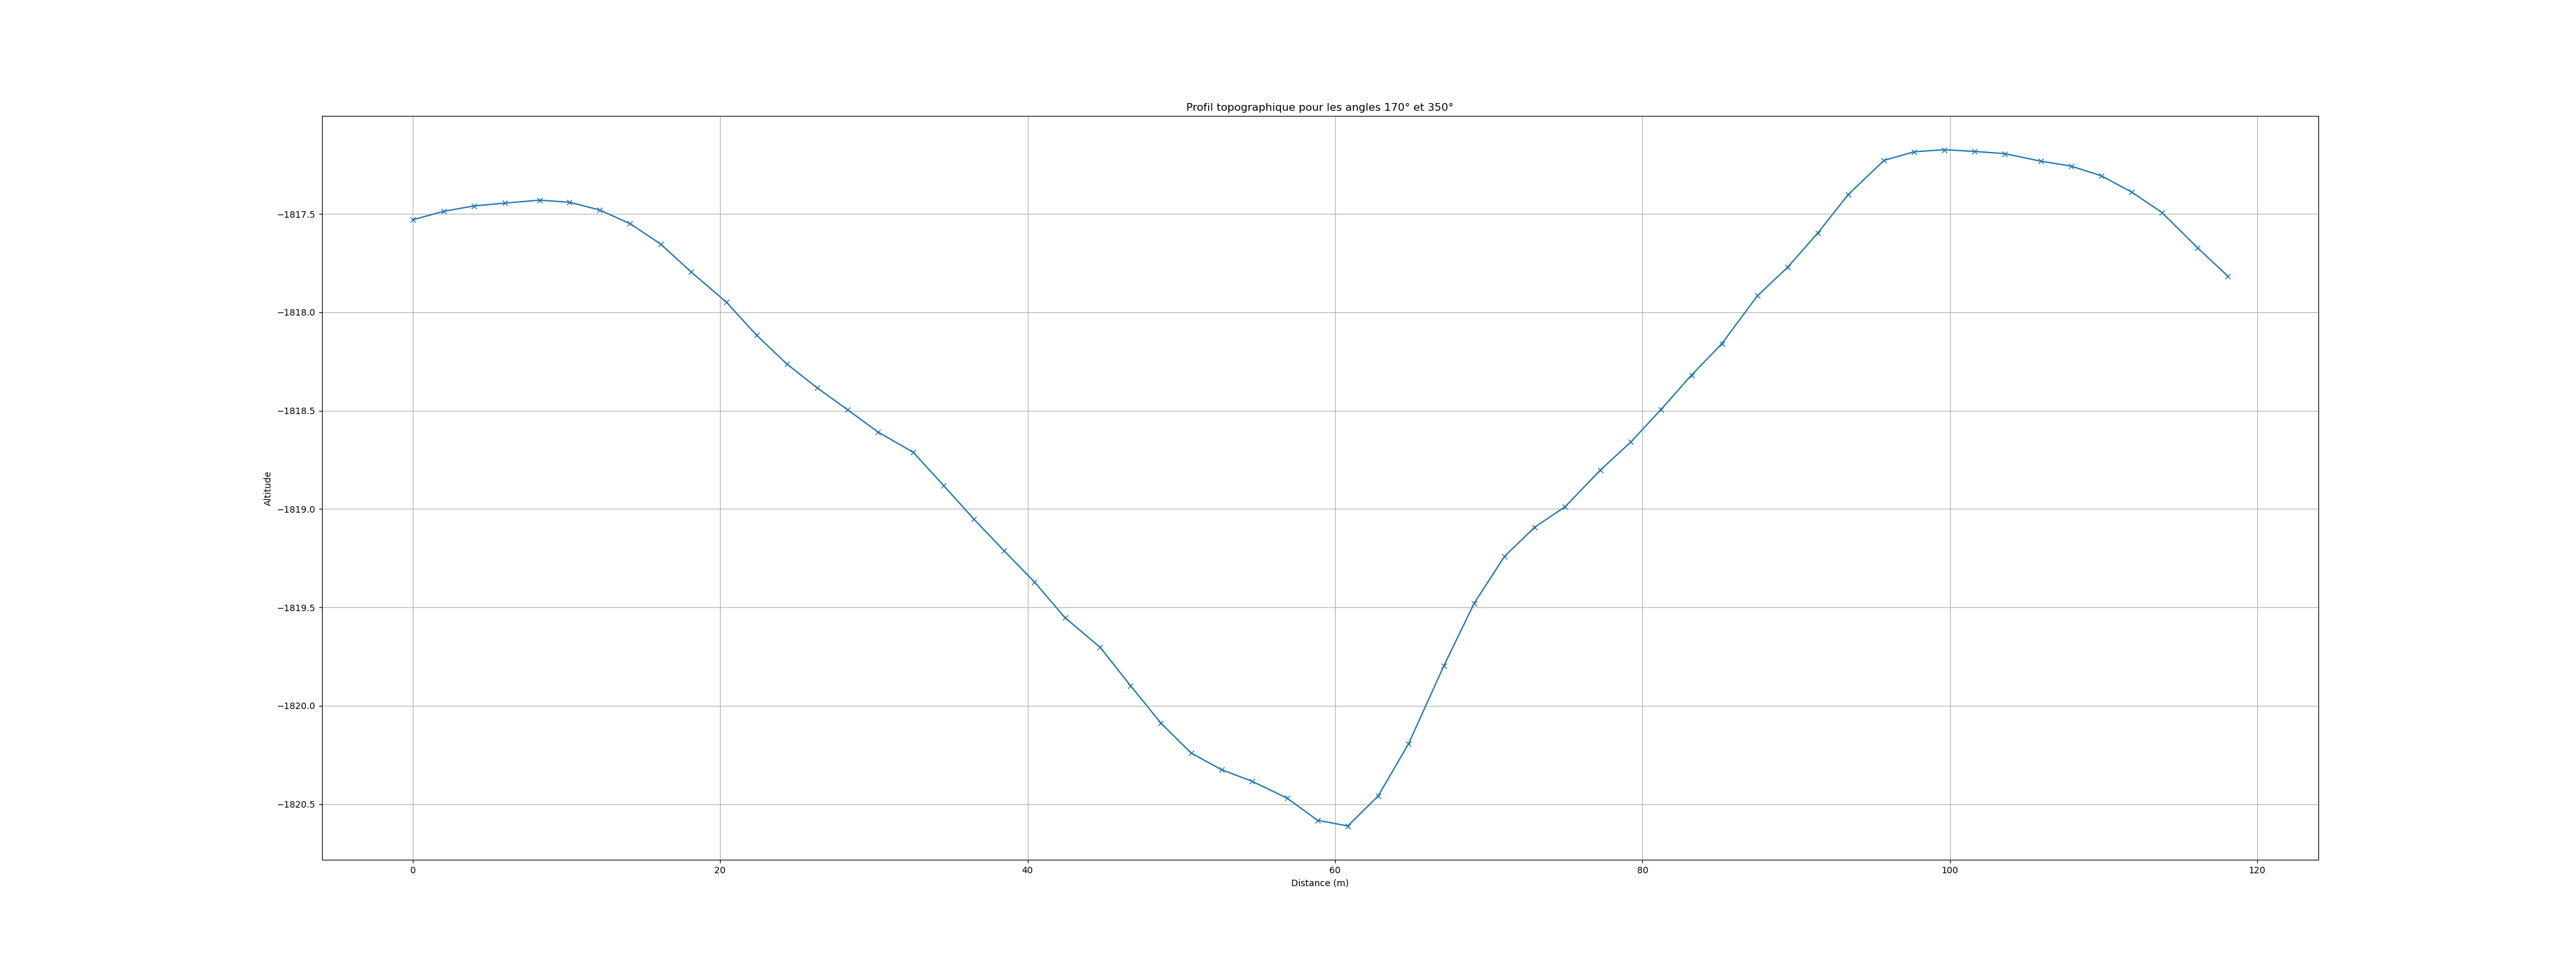 Profil topographique pour les angles 170° et 350°
Altitude
−1817.5
−1818.0
−1818.5
−1819.0
−1819.5
−1820.0
−1820.5
0 20 40 60 80 100 120
Distance (m)